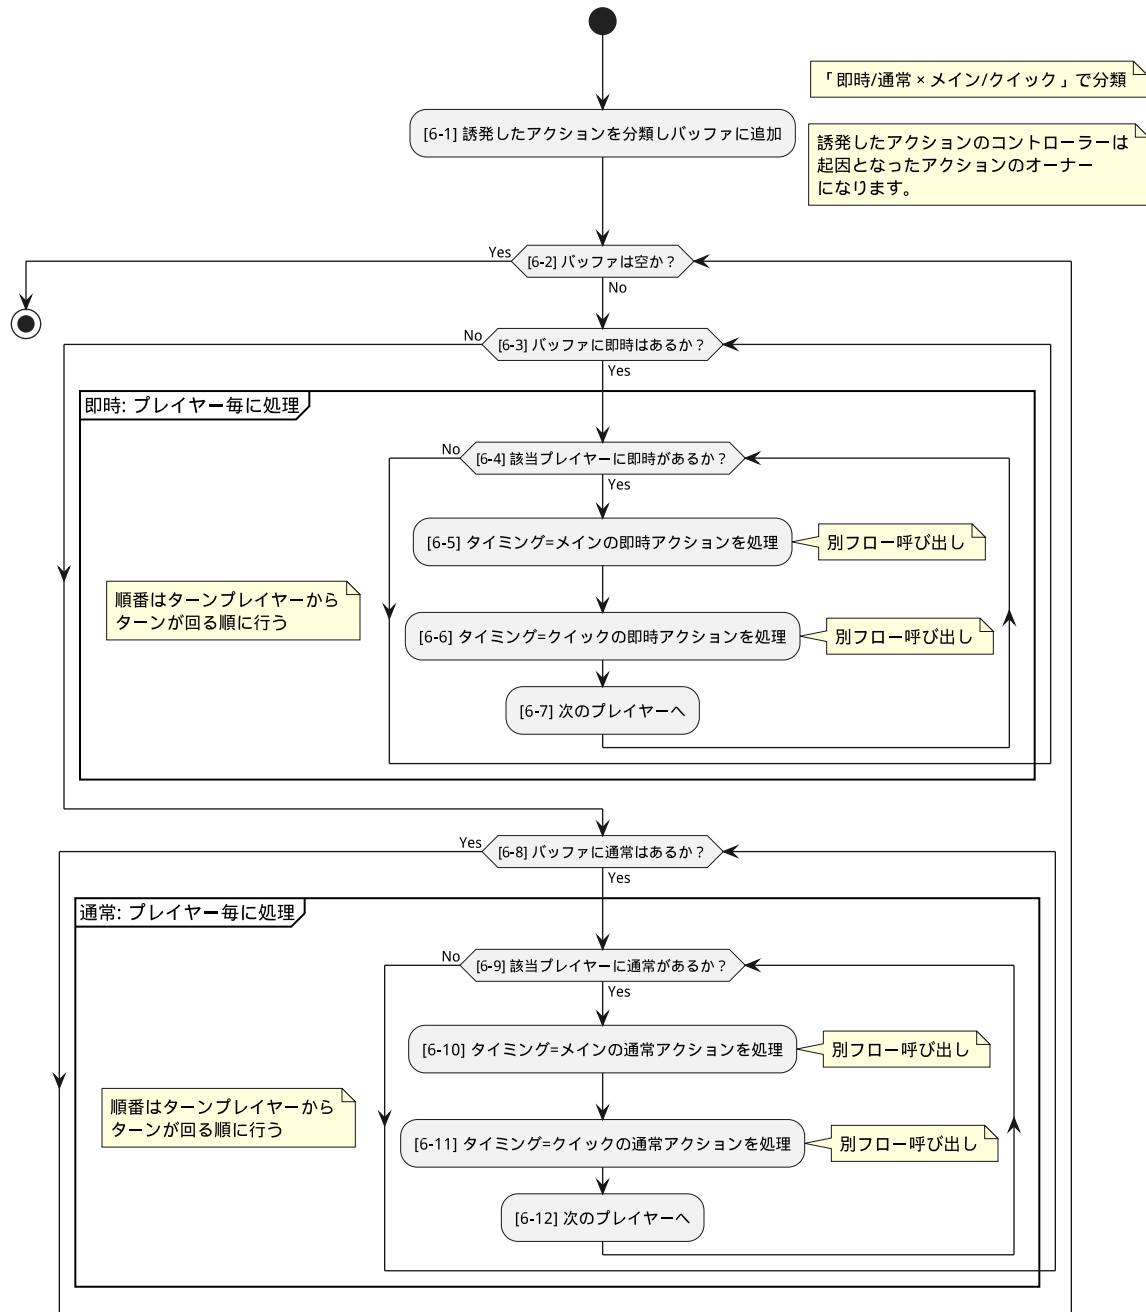 「即時/通常 × メイン/クイック」で分類
[6-1] 誘発したアクションを分類しバッファに追加
誘発したアクションのコントローラーは
起因となったアクションのオーナー
になります。
Yes
[6-2] バッファは空か？
No
No
[6-3] バッファに即時はあるか？
Yes
即時: プレイヤー毎に処理
No
[6-4] 該当プレイヤーに即時があるか？
Yes
[6-5] タイミング=メインの即時アクションを処理
別フロー呼び出し
順番はターンプレイヤーから
ターンが回る順に行う
[6-6] タイミング=クイックの即時アクションを処理
別フロー呼び出し
[6-7] 次のプレイヤーへ
Yes
[6-8] バッファに通常はあるか？
Yes
通常: プレイヤー毎に処理
No
[6-9] 該当プレイヤーに通常があるか？
Yes
[6-10] タイミング=メインの通常アクションを処理
別フロー呼び出し
順番はターンプレイヤーから
ターンが回る順に行う
[6-11] タイミング=クイックの通常アクションを処理
別フロー呼び出し
[6-12] 次のプレイヤーへ